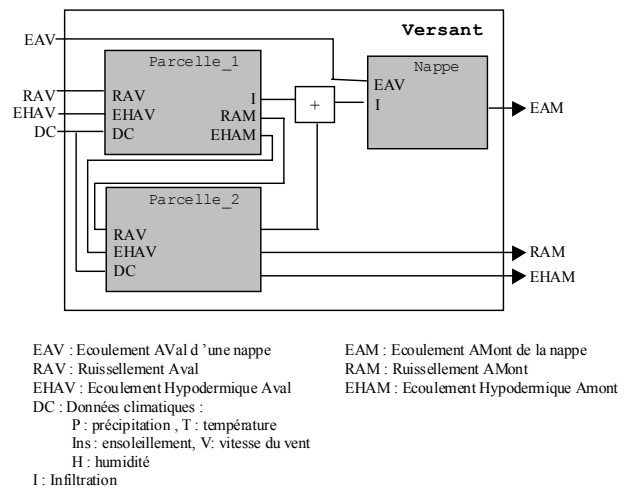 Versant
EAV
Parcelle_1
Nappe
EAV
RAV
RAV
I
I
EHAV
EHAV
RAM
+
EAM
DC
DC
EHAM
Parcelle_2
RAV
EHAV
RAM
DC
EHAM
EAV : Ecoulement AVal d ’une nappe
EAM : Ecoulement AMont de la nappe
RAV : Ruissellement Aval
RAM : Ruissellement AMont
EHAV : Ecoulement Hypodermique Aval
EHAM : Ecoulement Hypodermique Amont
DC : Données climatiques :
P : précipitation , T : température
Ins : ensoleillement, V: vitesse du vent
H : humidité
I : Infiltration